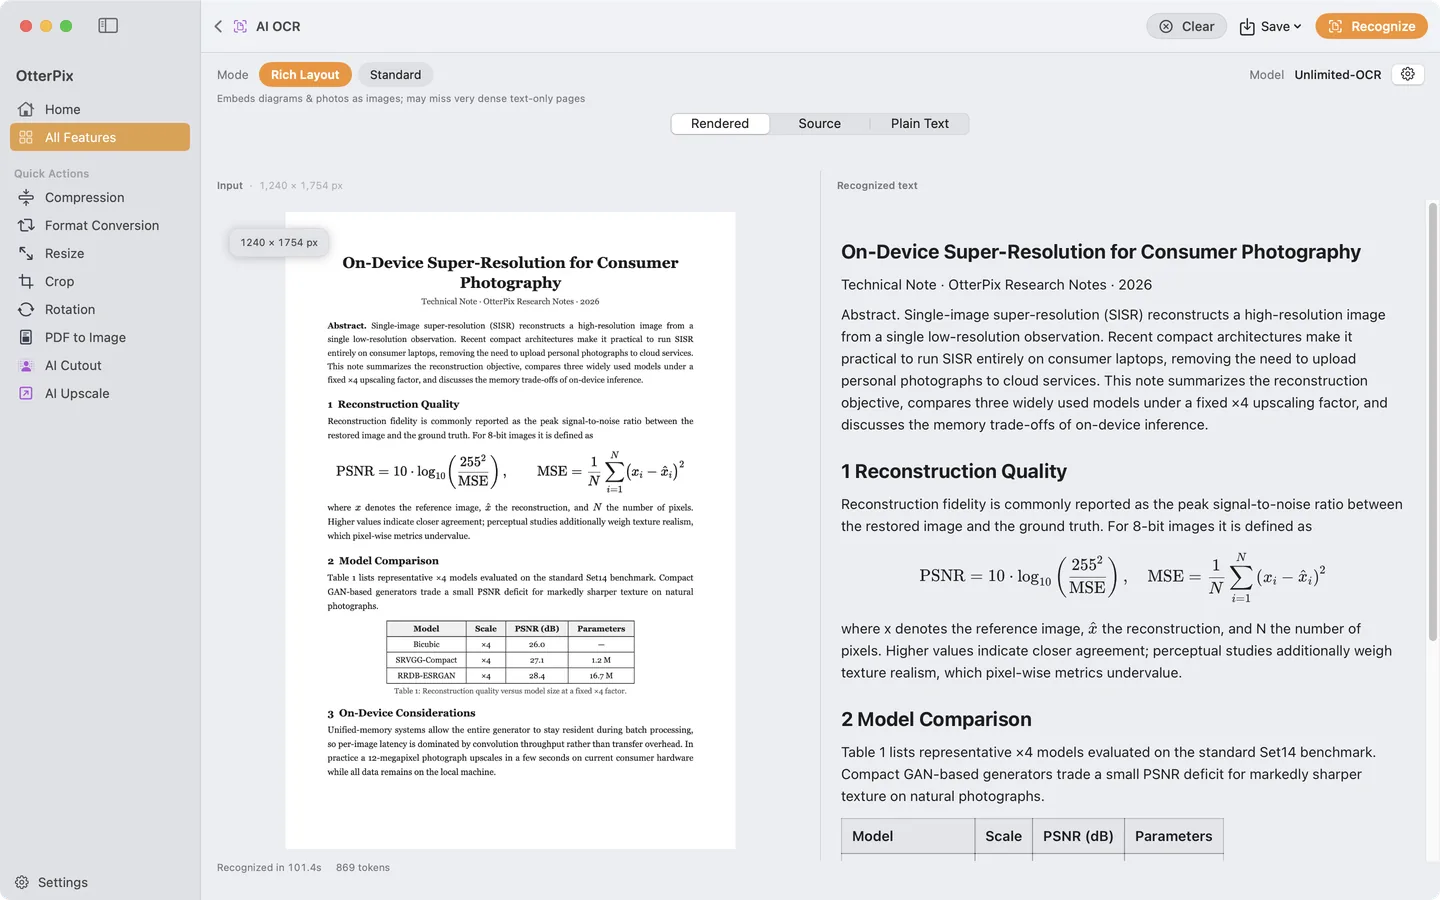 AI OCR
Clear
Save
Recognize
OtterPix
Home
All Features
Quick Actions
Compression
Format Conversion
Resize
Crop
Rotation
PDF to Image
AI Cutout
AI Upscale
Settings
Mode
Rich Layout
Standard
Model Unlimited-OCR
Embeds diagrams & photos as images; may miss very dense text-only pages
Rendered
Source
Plain Text
Input · 1,240 × 1,754 px
1240 × 1754 px
On-Device Super-Resolution for Consumer
Photography
Technical Note · OtterPix Research Notes · 2026
Abstract. Single-image super-resolution (SISR) reconstructs a high-resolution image from a
single low-resolution observation. Recent compact architectures make it practical to run SISR
entirely on consumer laptops, removing the need to upload personal photographs to cloud services.
This note summarizes the reconstruction objective, compares three widely used models under a
fixed ×4 upscaling factor, and discusses the memory trade-offs of on-device inference.
1 Reconstruction Quality
Reconstruction fidelity is commonly reported as the peak signal-to-noise ratio between the
restored image and the ground truth. For 8-bit images it is defined as
PSNR = 10 · log₁₀(255²/MSE), MSE = 1/N ∑ᵢ₌₁ᴺ (xᵢ − x̂ᵢ)²
where x denotes the reference image, x̂ the reconstruction, and N the number of pixels.
Higher values indicate closer agreement; perceptual studies additionally weigh texture realism,
which pixel-wise metrics undervalue.
2 Model Comparison
Table 1 lists representative ×4 models evaluated on the standard Set14 benchmark. Compact
GAN-based generators trade a small PSNR deficit for markedly sharper texture on natural
photographs.
Model Scale PSNR (dB) Parameters
Bicubic ×4 26.0 —
SRVGG-Compact ×4 27.1 1.2 M
RRDB-ESRGAN ×4 28.4 16.7 M
Table 1: Reconstruction quality versus model size at a fixed ×4 factor.
3 On-Device Considerations
Unified-memory systems allow the entire generator to stay resident during batch processing,
so per-image latency is dominated by convolution throughput rather than transfer overhead. In
practice a 12-megapixel photograph upscales in a few seconds on current consumer hardware
while all data remains on the local machine.
Recognized in 101.4s 869 tokens
Recognized text
On-Device Super-Resolution for Consumer Photography
Technical Note · OtterPix Research Notes · 2026
Abstract. Single-image super-resolution (SISR) reconstructs a high-resolution image
from a single low-resolution observation. Recent compact architectures make it
practical to run SISR entirely on consumer laptops, removing the need to upload
personal photographs to cloud services. This note summarizes the reconstruction
objective, compares three widely used models under a fixed ×4 upscaling factor, and
discusses the memory trade-offs of on-device inference.
1 Reconstruction Quality
Reconstruction fidelity is commonly reported as the peak signal-to-noise ratio between
the restored image and the ground truth. For 8-bit images it is defined as
PSNR = 10 · log₁₀(255²/MSE), MSE = 1/N ∑ᵢ₌₁ᴺ (xᵢ − x̂ᵢ)²
where x denotes the reference image, x̂ the reconstruction, and N the number of
pixels. Higher values indicate closer agreement; perceptual studies additionally weigh
texture realism, which pixel-wise metrics undervalue.
2 Model Comparison
Table 1 lists representative ×4 models evaluated on the standard Set14 benchmark.
Compact GAN-based generators trade a small PSNR deficit for markedly sharper
texture on natural photographs.
Model Scale PSNR (dB) Parameters